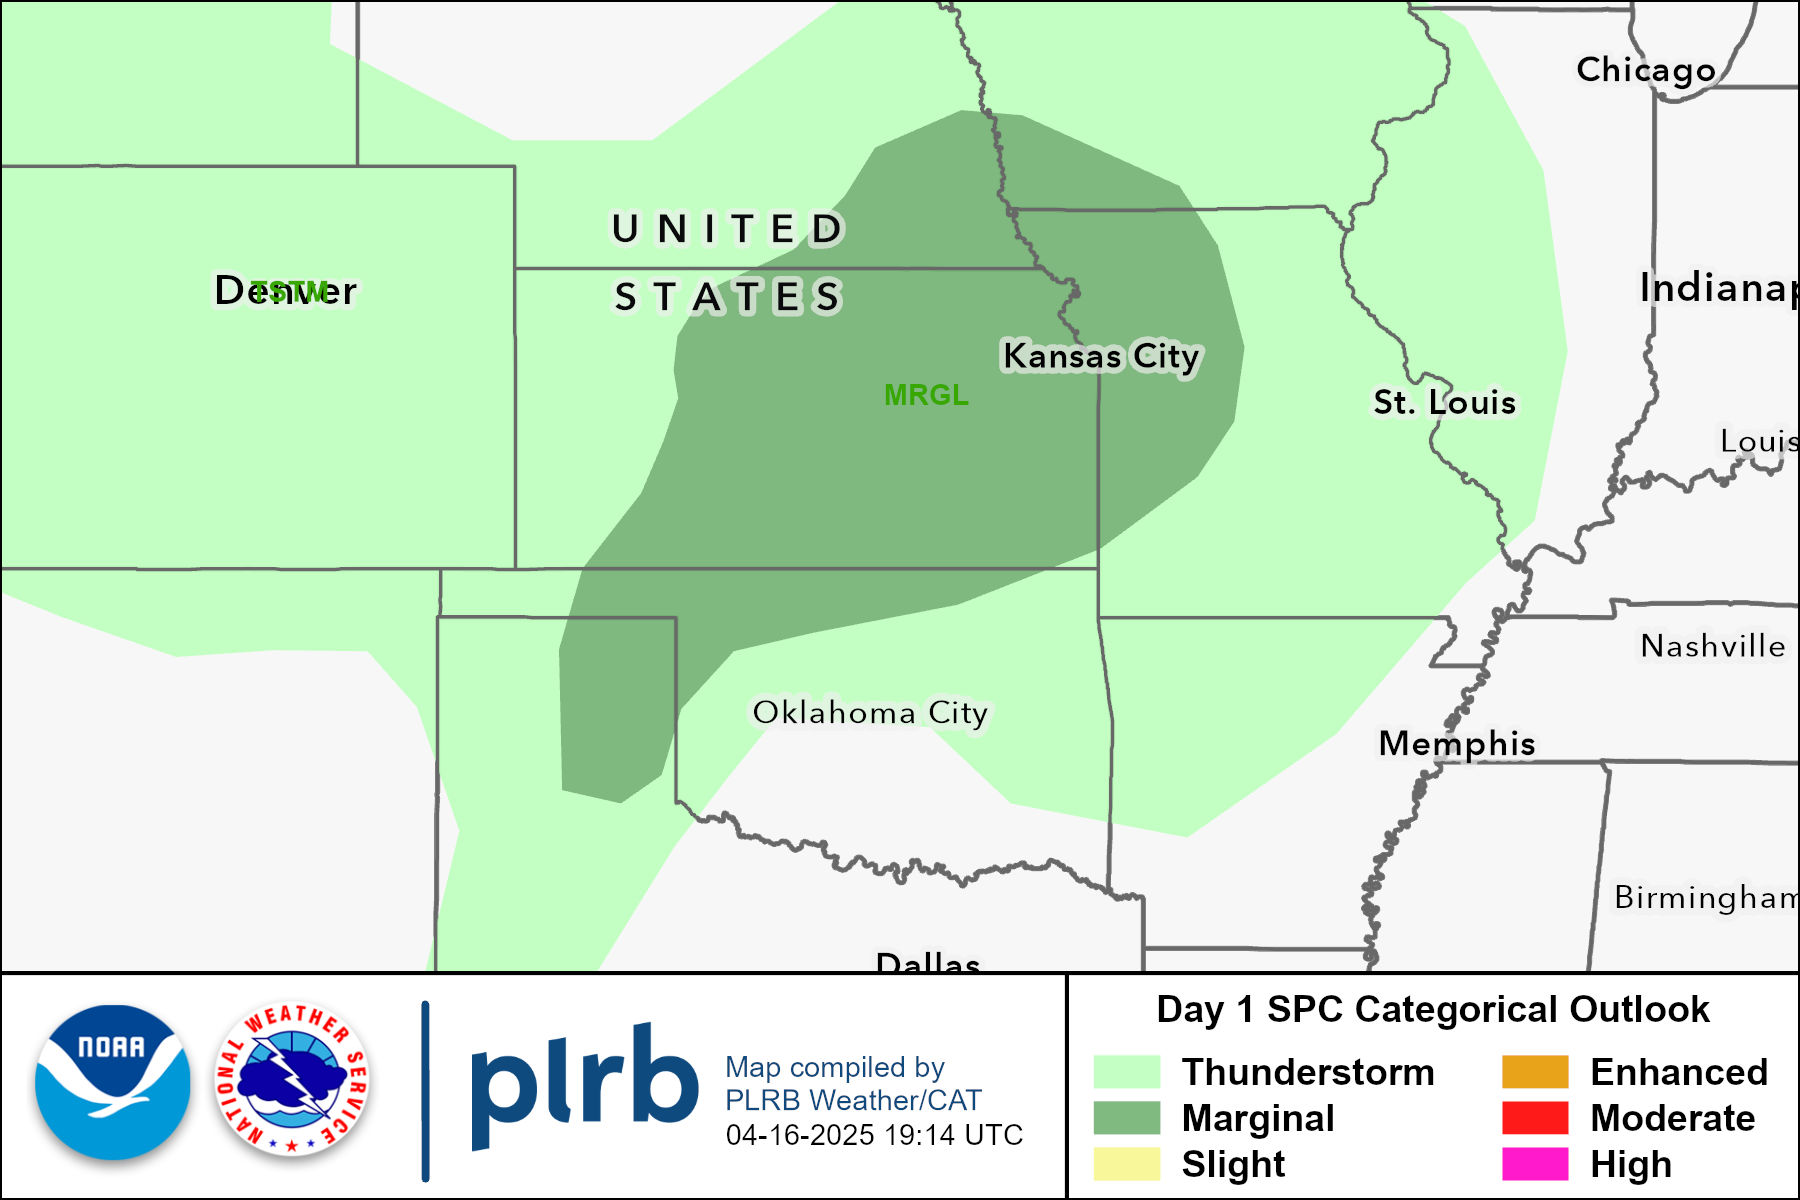 Chicago
UNITED
STATES
Denver
TSTM
Indianap
Kansas City
MRGL
St. Louis
Louis
Nashville
Oklahoma City
Memphis
Birmingham
Dallas
NOAA
NATIONAL WEATHER SERVICE
plrb
Map compiled by
PLRB Weather/CAT
04-16-2025 19:14 UTC
Day 1 SPC Categorical Outlook
Thunderstorm
Marginal
Slight
Enhanced
Moderate
High